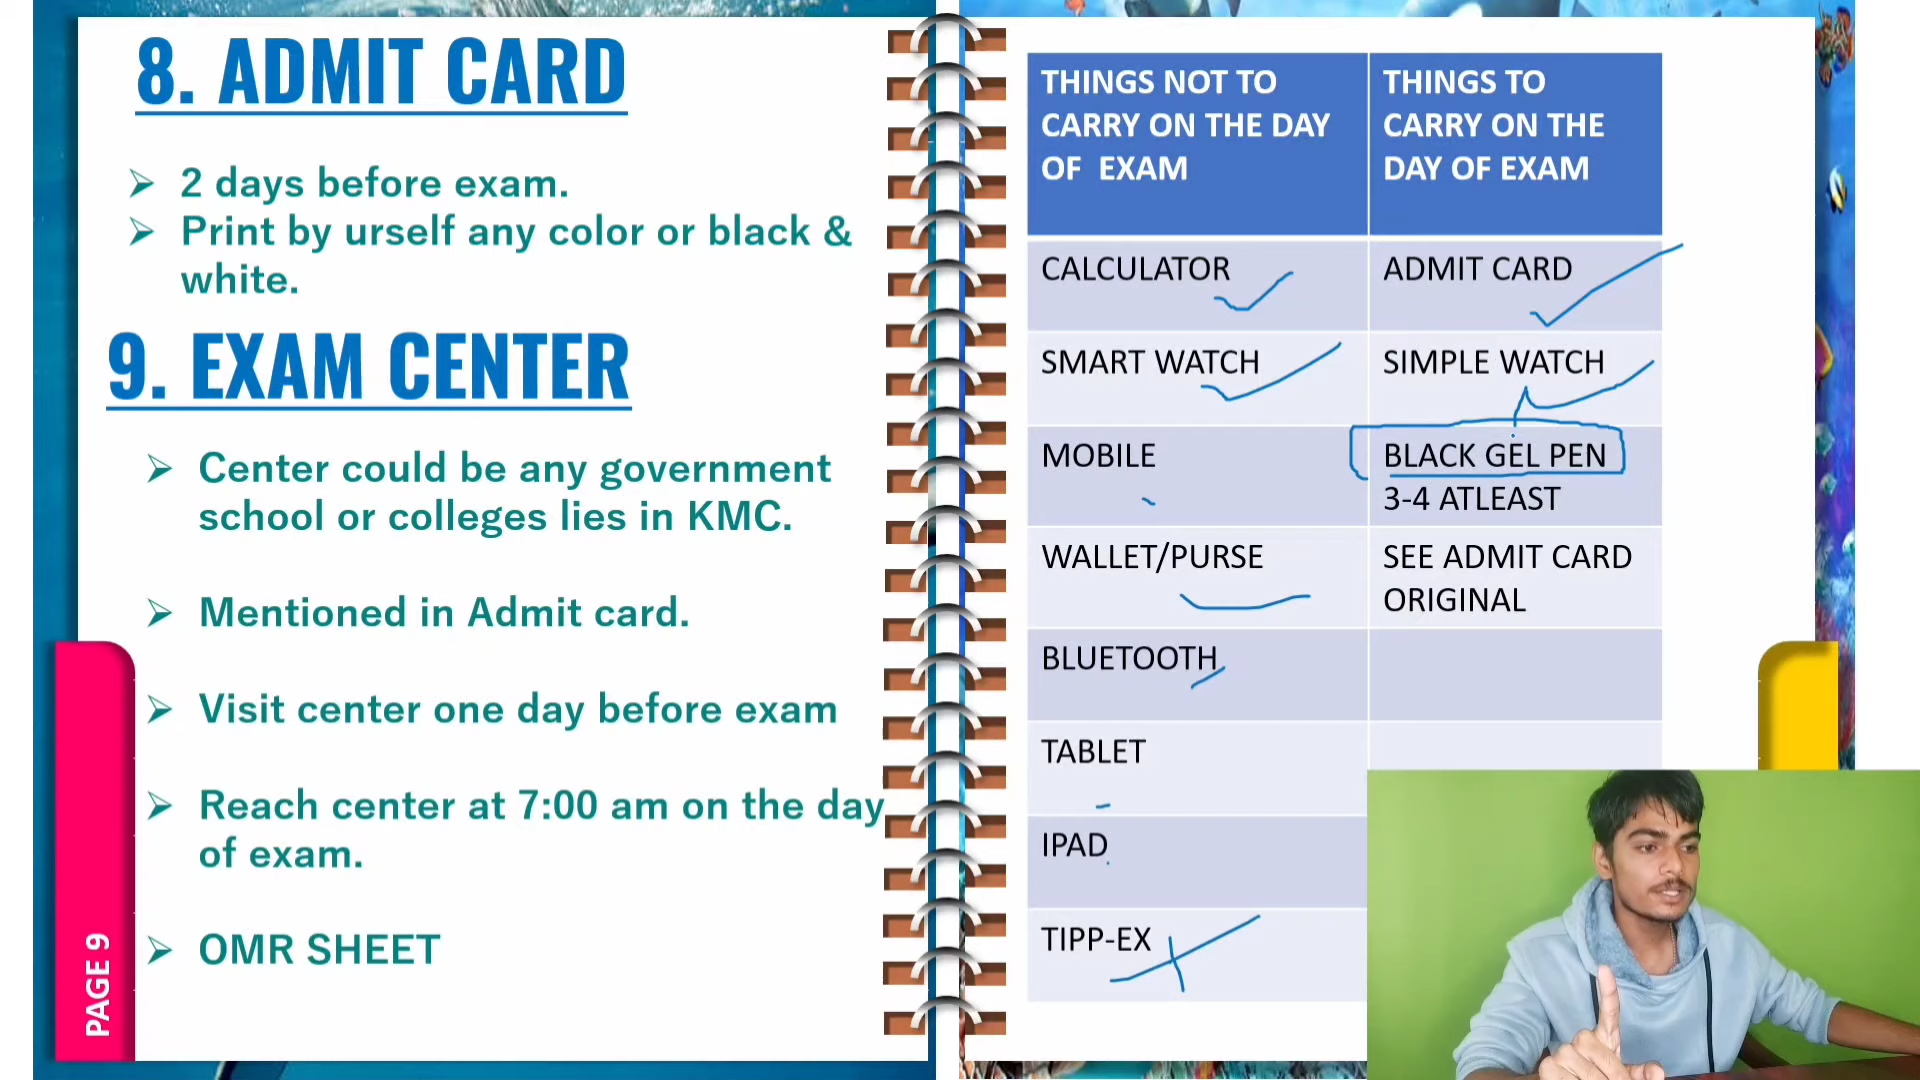 8. ADMIT CARD
➢ 2 days before exam.
➢ Print by urself any color or black &
white.
9. EXAM CENTER
➢ Center could be any government
school or colleges lies in KMC.
➢ Mentioned in Admit card.
➢ Visit center one day before exam
➢ Reach center at 7:00 am on the day
of exam.
➢ OMR SHEET
PAGE 9
THINGS NOT TO
CARRY ON THE DAY
OF EXAM
THINGS TO
CARRY ON THE
DAY OF EXAM
CALCULATOR
ADMIT CARD
SMART WATCH
SIMPLE WATCH
MOBILE
BLACK GEL PEN
3-4 ATLEAST
WALLET/PURSE
SEE ADMIT CARD
ORIGINAL
BLUETOOTH
TABLET
IPAD
TIPP-EX